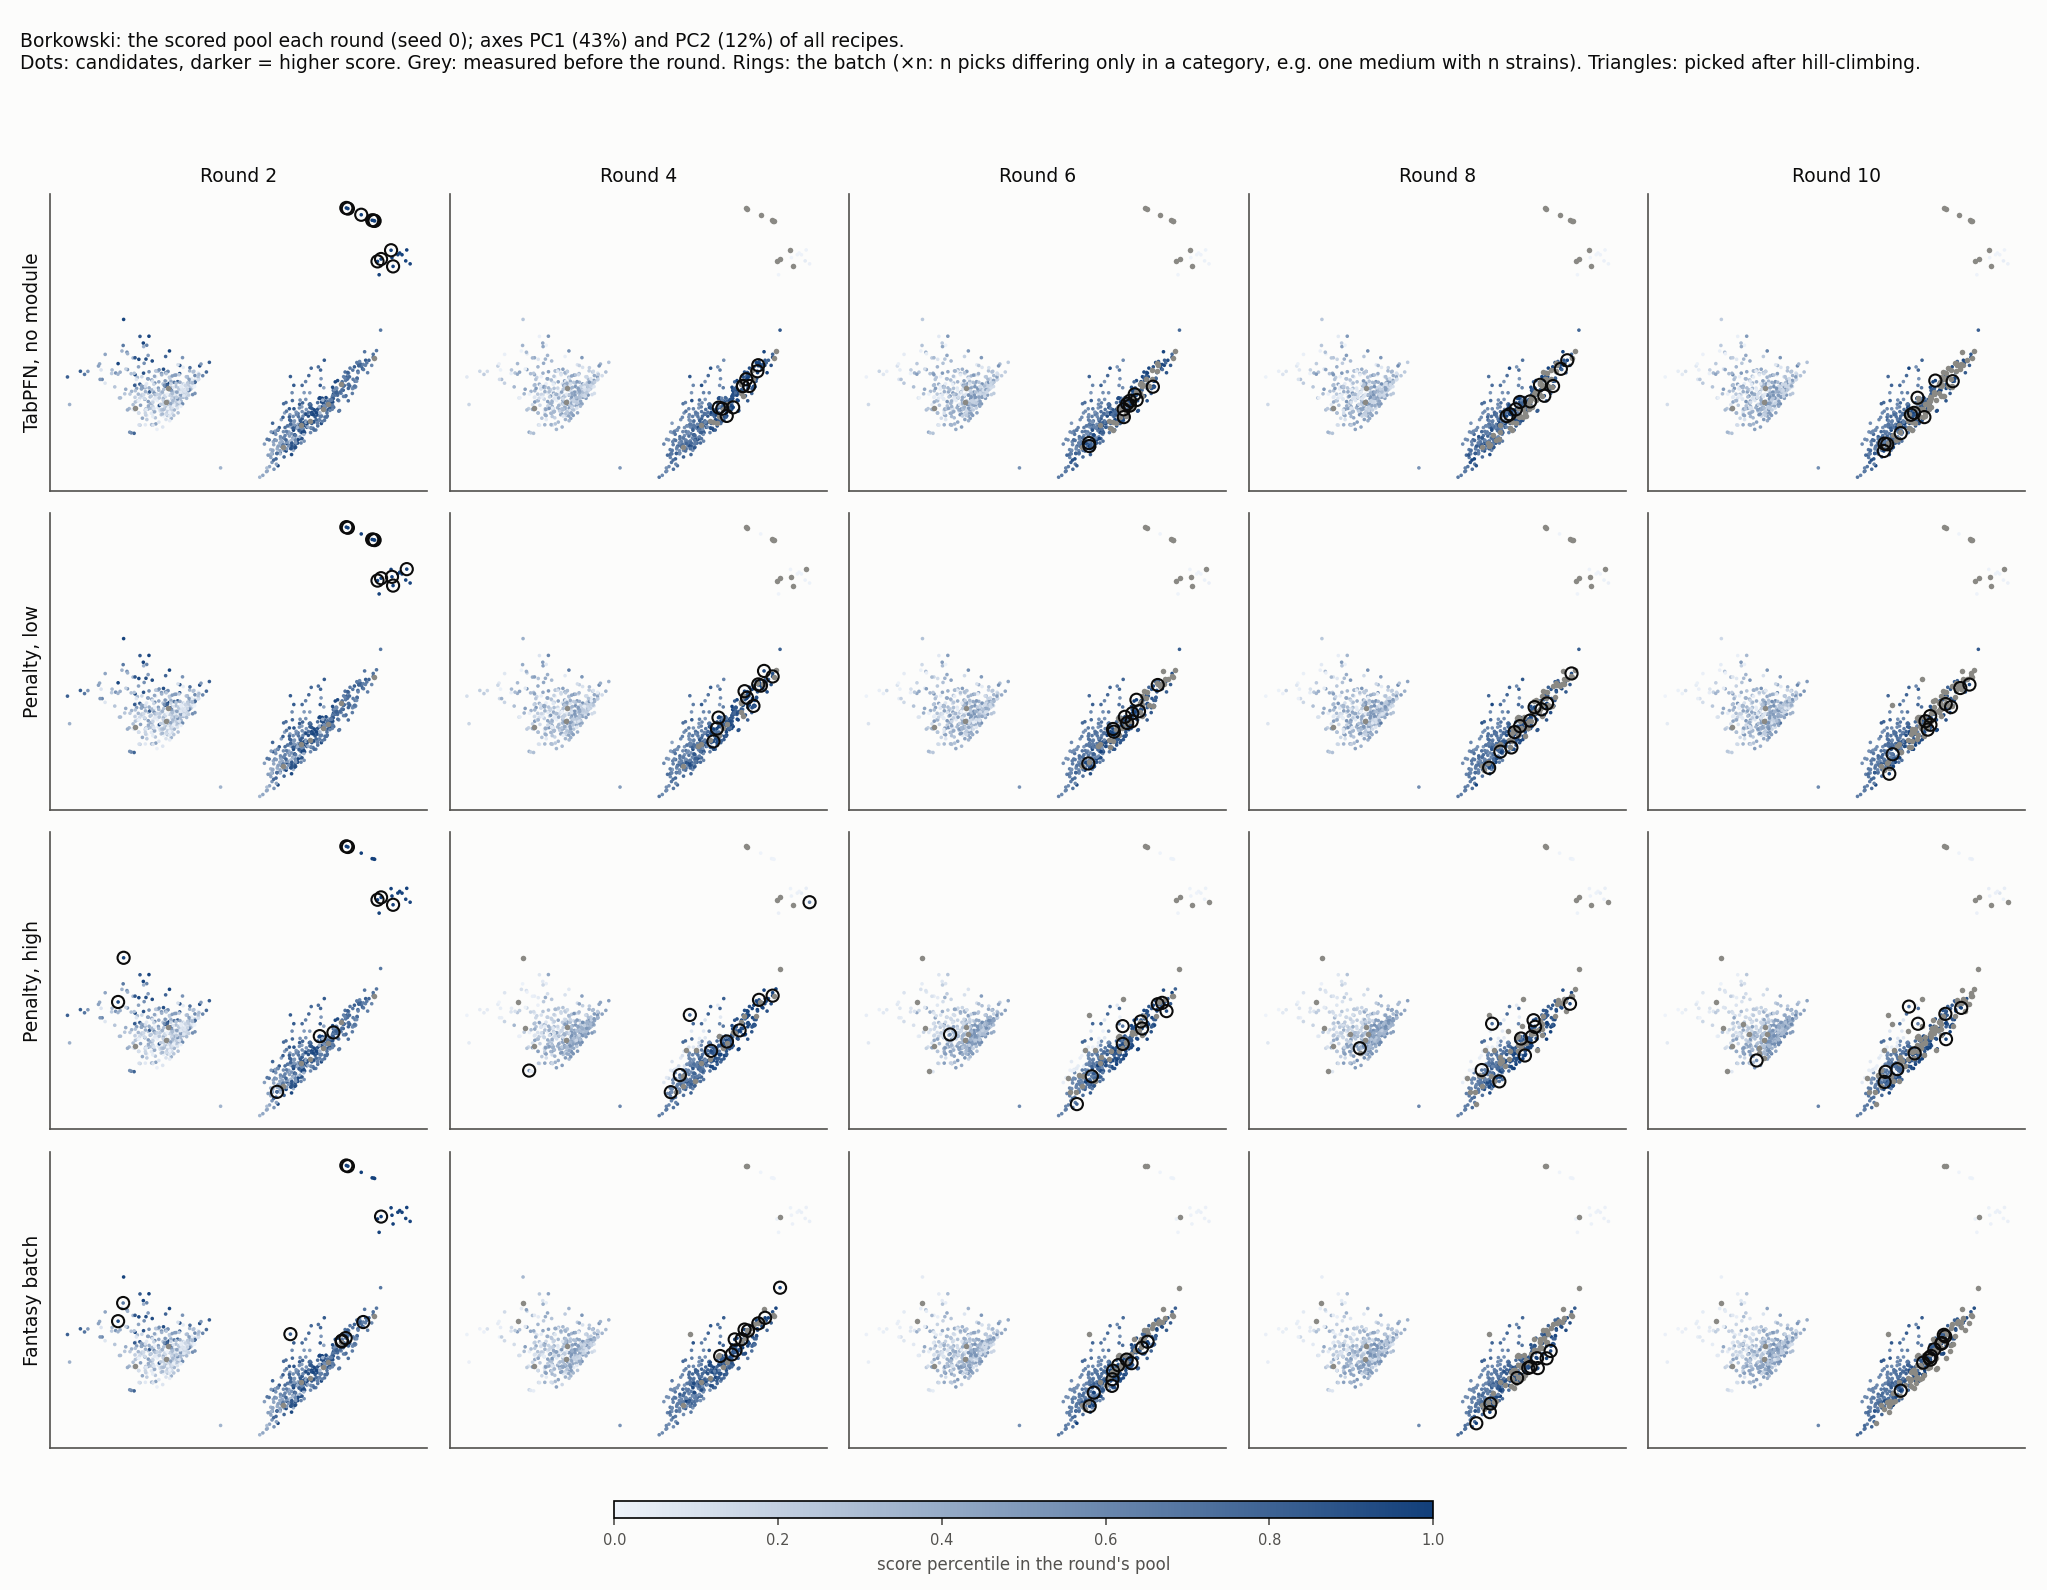 Borkowski: the scored pool each round (seed 0); axes PC1 (43%) and PC2 (12%) of all recipes.
Dots: candidates, darker = higher score. Grey: measured before the round. Rings: the batch (×n: n picks differing only in a category, e.g. one medium with n strains). Triangles: picked after hill-climbing.
Round 2
Round 4
Round 6
Round 8
Round 10
TabPFN, no module
Penalty, low
Penalty, high
Fantasy batch
0.0
0.2
0.4
0.6
0.8
1.0
score percentile in the round's pool